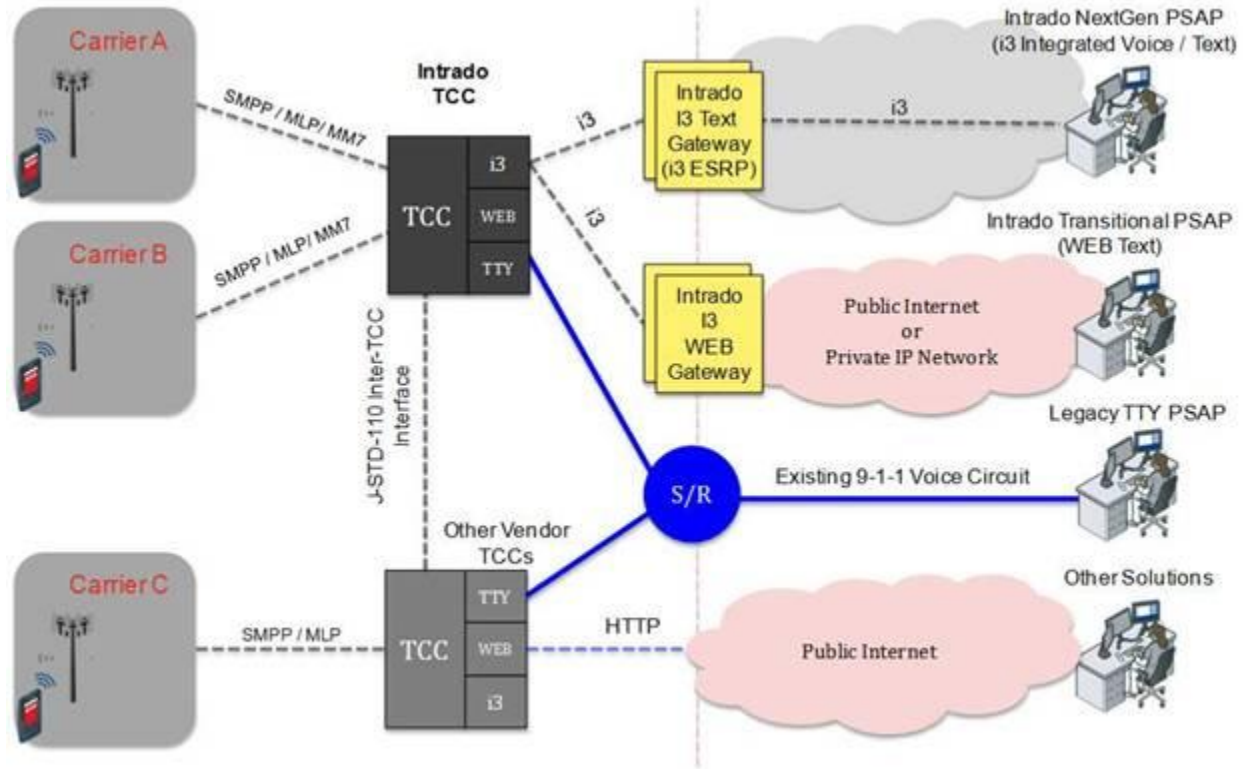 Carrier A
SMPP / MLP/ MM7
Intrado
TCC
TCC
i3
WEB
TTY
i3
i3
Intrado
I3 Text
Gateway
(i3 ESRP)
i3
Intrado NextGen PSAP
(i3 Integrated Voice / Text)
Carrier B
SMPP / MLP/ MM7
Intrado
I3
WEB
Gateway
Public Internet
or
Private IP Network
Intrado Transitional PSAP
(WEB Text)
J-STD-110 Inter-TCC
Interface
S/R
Existing 9-1-1 Voice Circuit
Legacy TTY PSAP
Carrier C
SMPP / MLP
Other Vendor
TCCs
TCC
TTY
WEB
i3
HTTP
Public Internet
Other Solutions